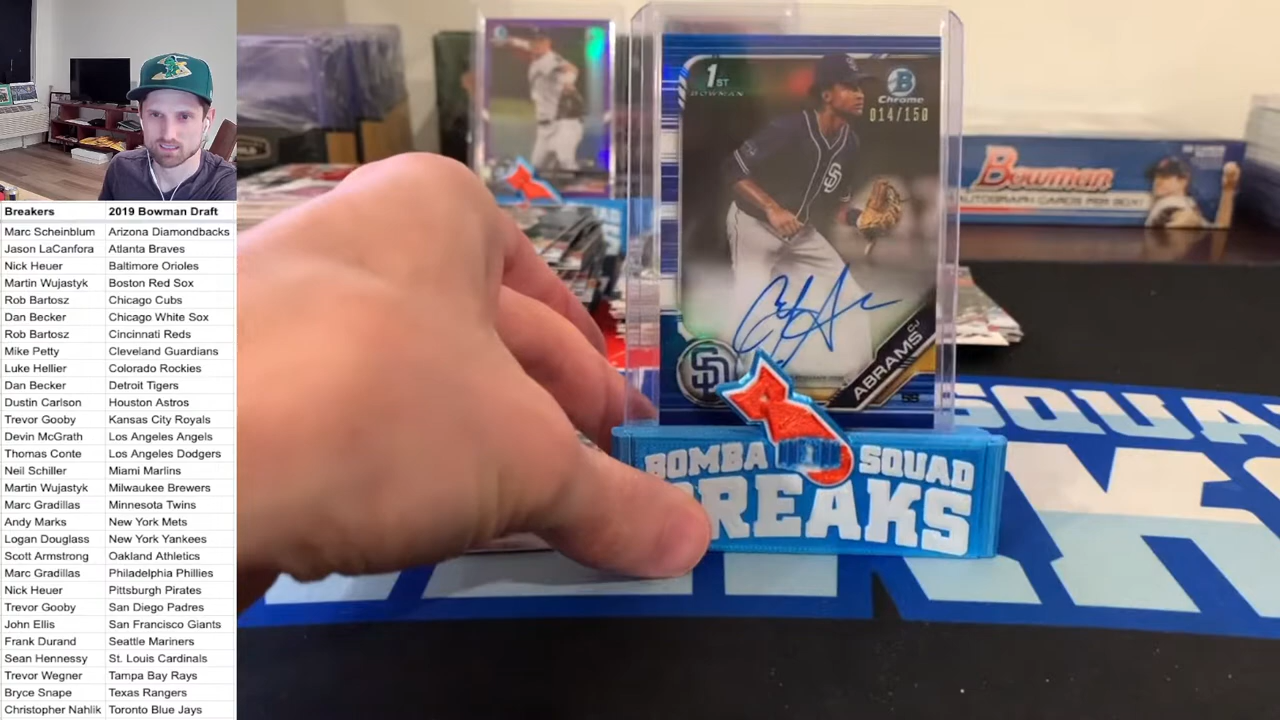 Breakers 2019 Bowman Draft
Marc Scheinblum Arizona Diamondbacks
Jason LaCanfora Atlanta Braves
Nick Heuer Baltimore Orioles
Martin Wujastyk Boston Red Sox
Rob Bartosz Chicago Cubs
Dan Becker Chicago White Sox
Rob Bartosz Cincinnati Reds
Mike Petty Cleveland Guardians
Luke Hellier Colorado Rockies
Dan Becker Detroit Tigers
Dustin Carlson Houston Astros
Trevor Gooby Kansas City Royals
Devin McGrath Los Angeles Angels
Thomas Conte Los Angeles Dodgers
Neil Schiller Miami Marlins
Martin Wujastyk Milwaukee Brewers
Marc Gradillas Minnesota Twins
Andy Marks New York Mets
Logan Douglass New York Yankees
Scott Armstrong Oakland Athletics
Marc Gradillas Philadelphia Phillies
Nick Heuer Pittsburgh Pirates
Trevor Gooby San Diego Padres
John Ellis San Francisco Giants
Frank Durand Seattle Mariners
Sean Hennessy St. Louis Cardinals
Trevor Wegner Tampa Bay Rays
Bryce Snape Texas Rangers
Christopher Nahlik Toronto Blue Jays
1ST
BOWMAN
B
Chrome
014/150
SD
CJ
ABRAMS
BOMBA SQUAD
BREAKS
Bowman
SQUAD